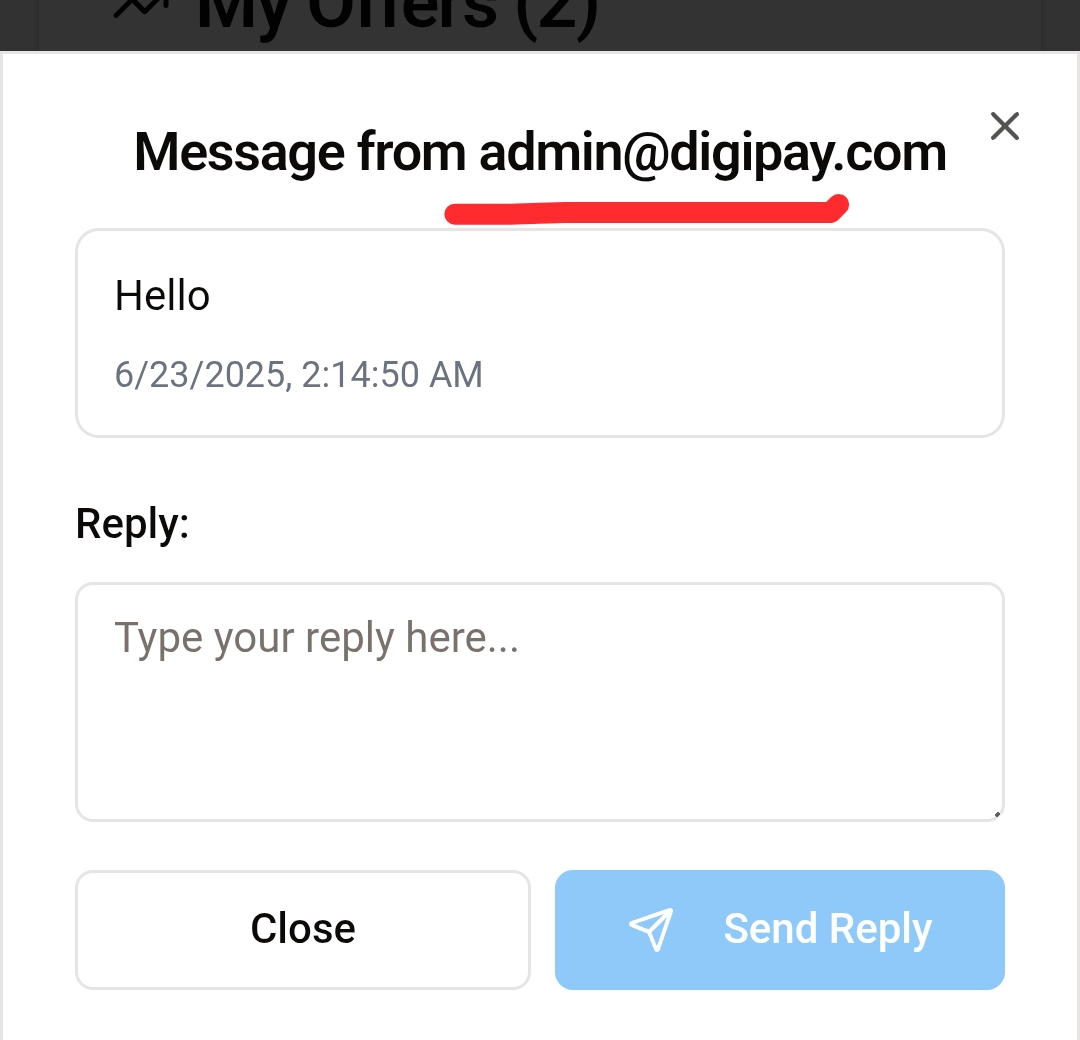 My Offers (2)
Message from admin@digipay.com
Hello
6/23/2025, 2:14:50 AM
Reply:
Type your reply here...
Close
Send Reply